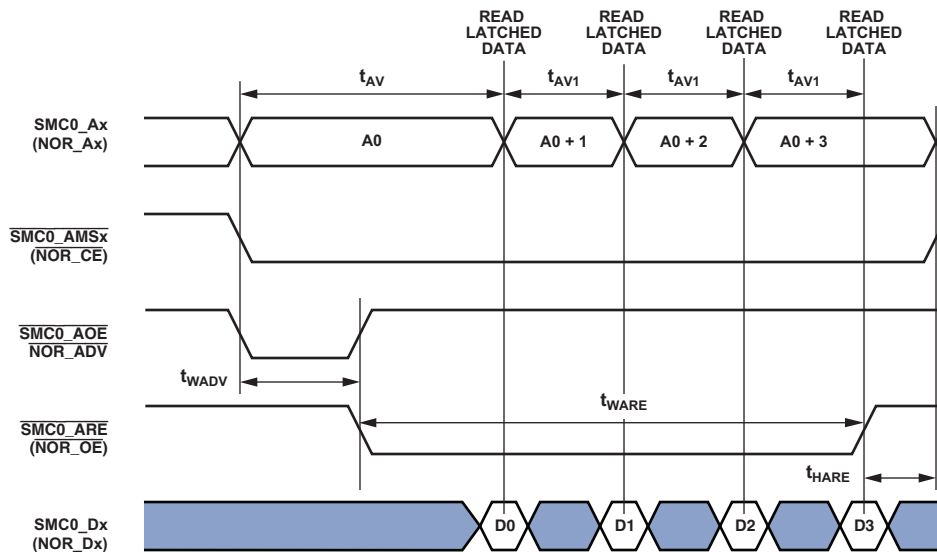 READ LATCHED DATA
READ LATCHED DATA
READ LATCHED DATA
READ LATCHED DATA
tAV
tAV1
tAV1
tAV1
SMC0_Ax
(NOR_Ax)
A0
A0 + 1
A0 + 2
A0 + 3
SMC0_AMSx
(NOR_CE)
SMC0_AOE
NOR_ADV
tWADV
SMC0_ARE
(NOR_OE)
tWARE
tHARE
SMC0_Dx
(NOR_Dx)
D0
D1
D2
D3